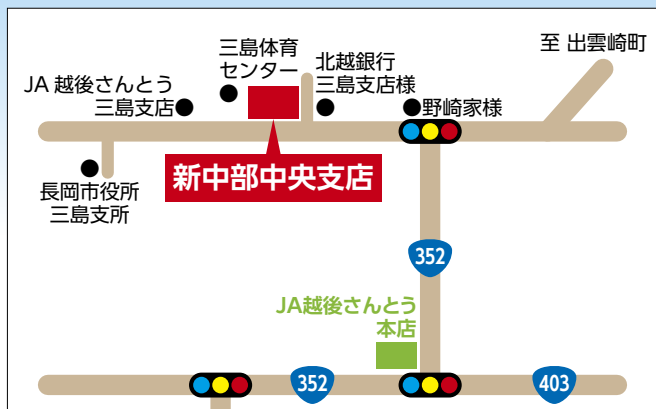 三島体育
センター
北越銀行
三島支店様
至 出雲崎町
JA 越後さんとう
三島支店
野崎家様
新中部中央支店
長岡市役所
三島支所
352
JA越後さんとう
本店
352
403